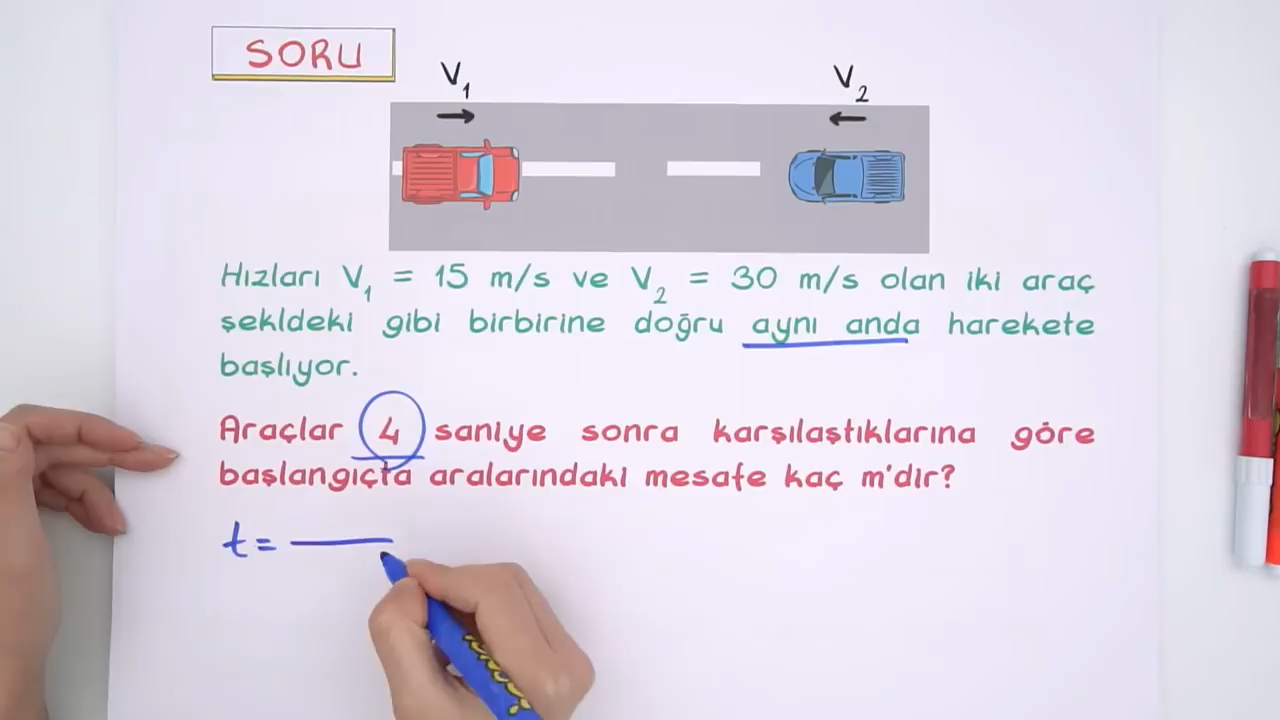 SORU
V₁
V₂
Hızları V₁ = 15 m/s ve V₂ = 30 m/s olan iki araç
şekldeki gibi birbirine doğru aynı anda harekete
başlıyor.
Araçlar 4 saniye sonra karşılaştıklarına göre
başlangıçta aralarındaki mesafe kaç m'dir?
t =